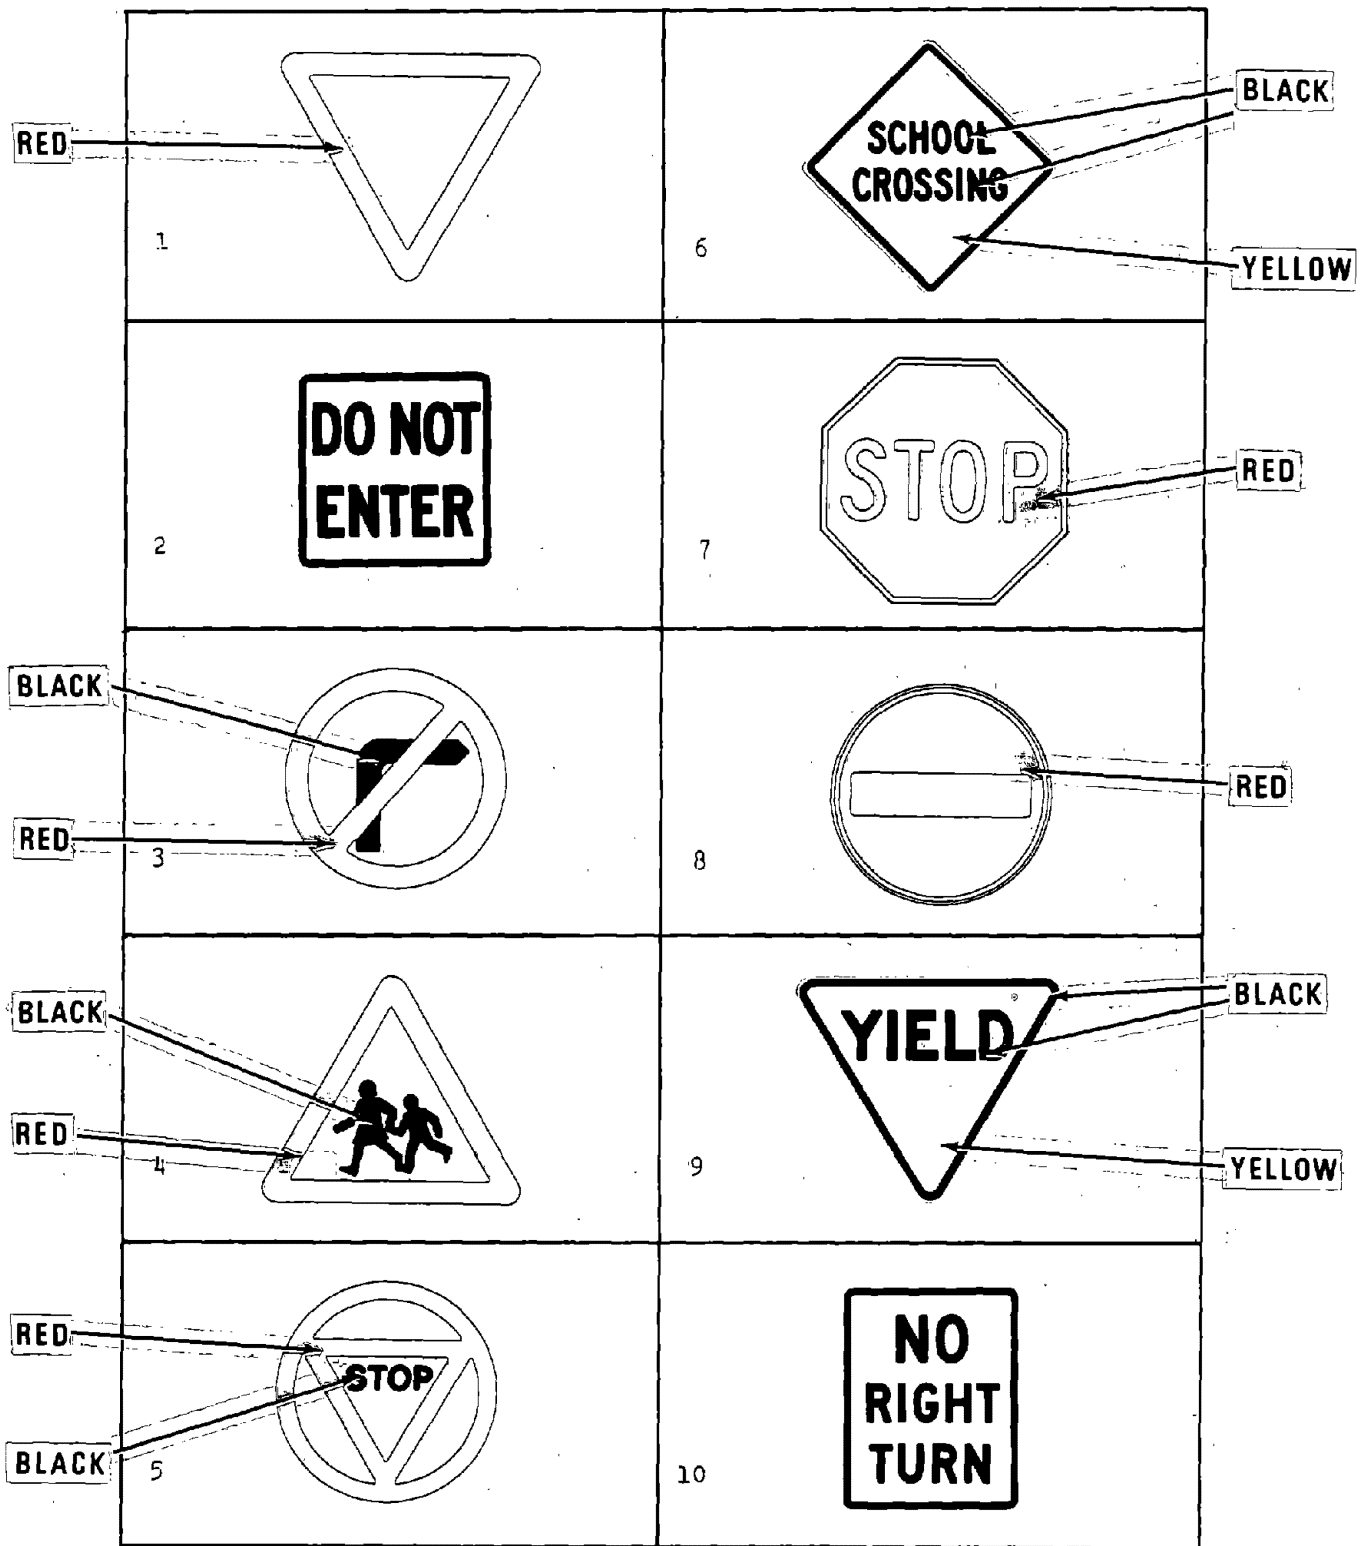 RED
1
BLACK
SCHOOL
CROSSING
6
YELLOW
DO NOT
ENTER
2
STOP
7
RED
BLACK
RED
3
8
RED
BLACK
RED
4
YIELD
9
BLACK
YELLOW
RED
STOP
BLACK
5
NO
RIGHT
TURN
10